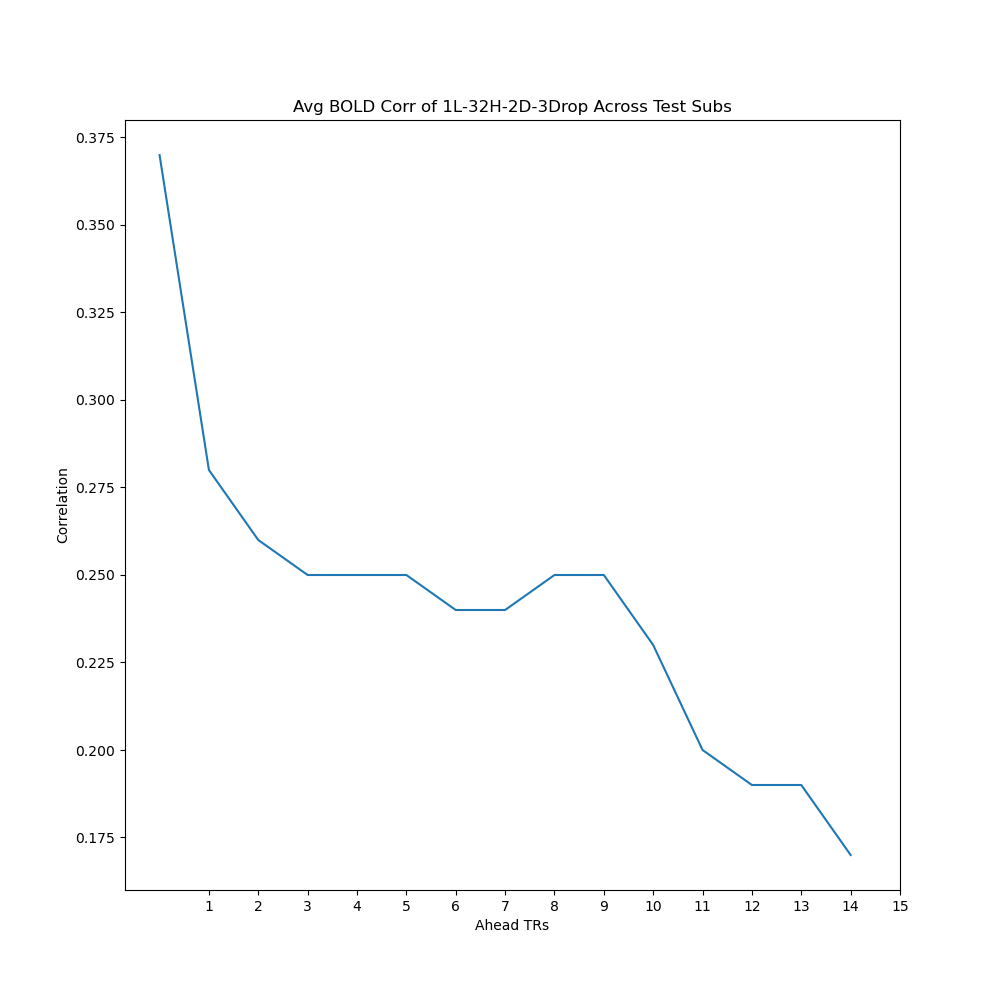 Avg BOLD Corr of 1L-32H-2D-3Drop Across Test Subs
0.375
0.350
0.325
0.300
0.275
0.250
0.225
0.200
0.175
Correlation
1 2 3 4 5 6 7 8 9 10 11 12 13 14 15
Ahead TRs